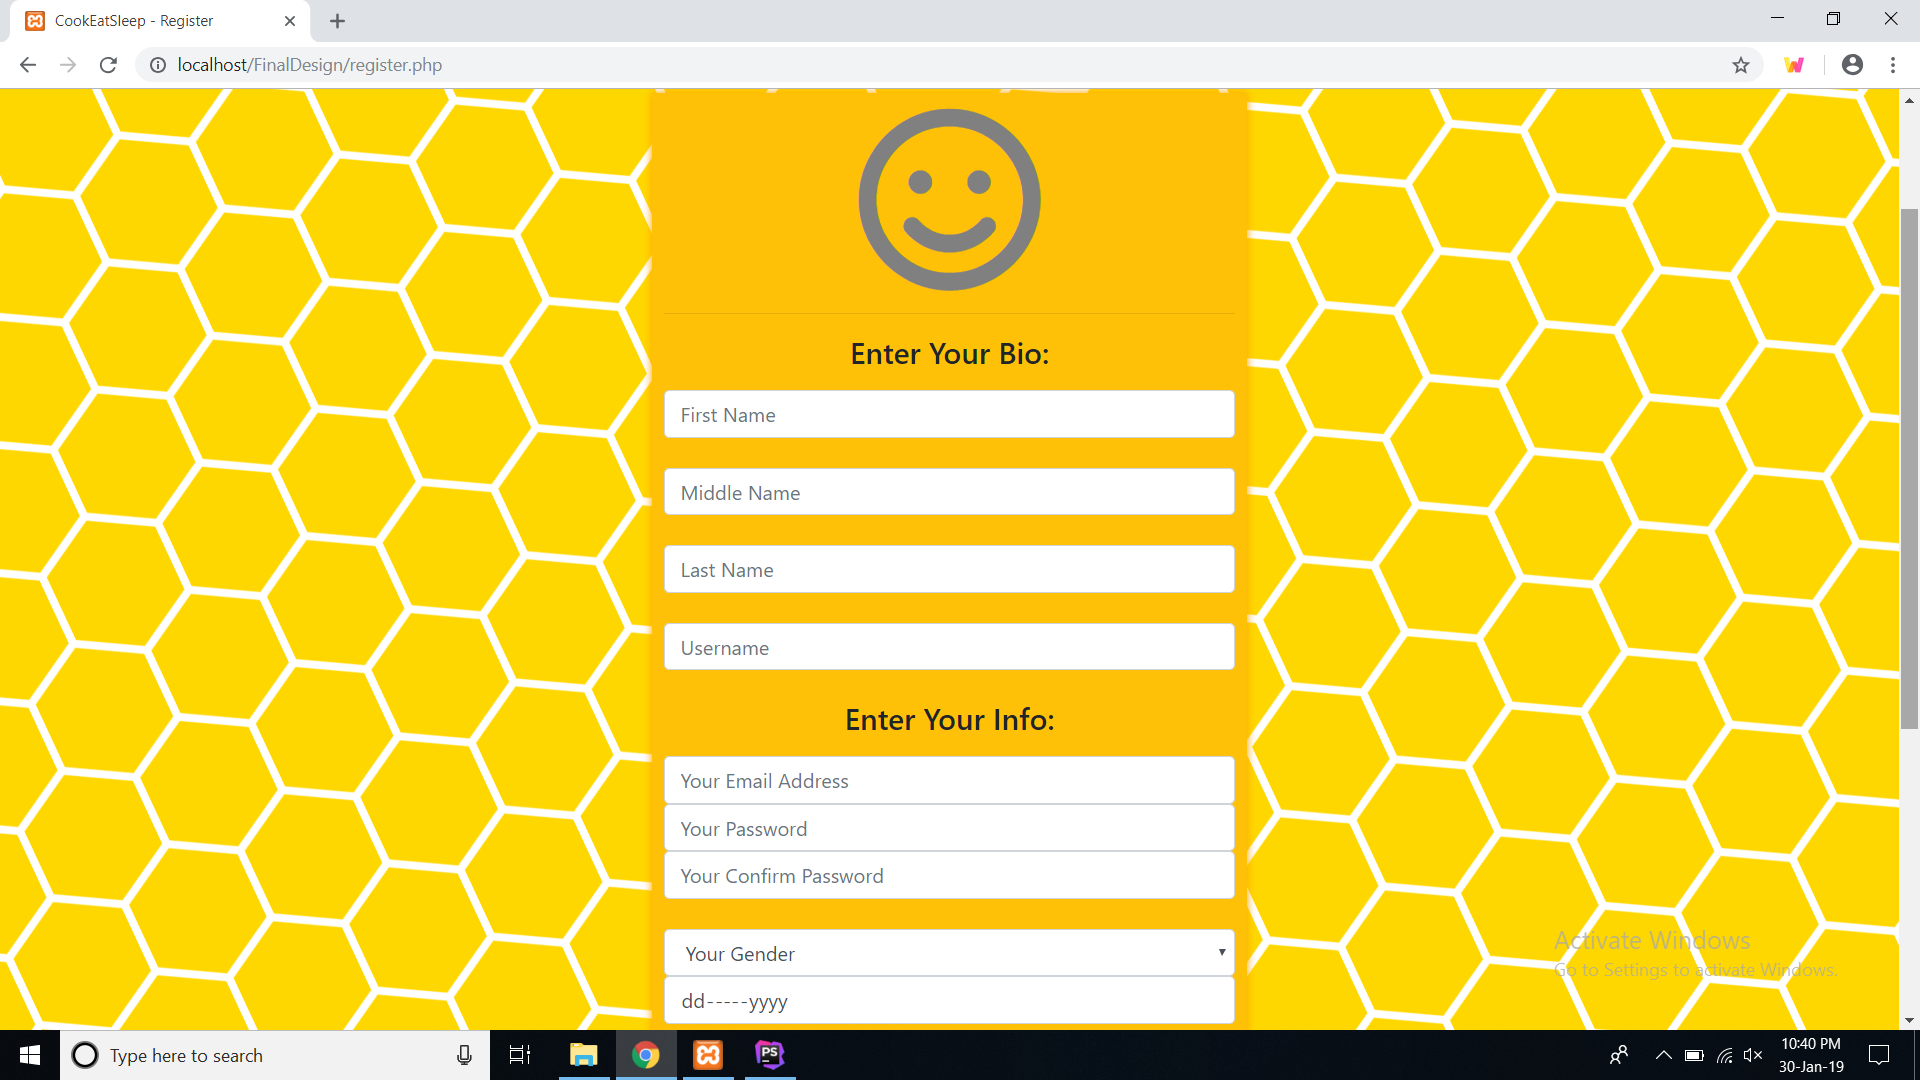 CookEatSleep - Register
localhost/FinalDesign/register.php
Enter Your Bio:
First Name
Middle Name
Last Name
Username
Enter Your Info:
Your Email Address
Your Password
Your Confirm Password
Your Gender
dd-----yyyy
Activate Windows
Go to Settings to activate Windows.
Type here to search
PS
10:40 PM
30-Jan-19